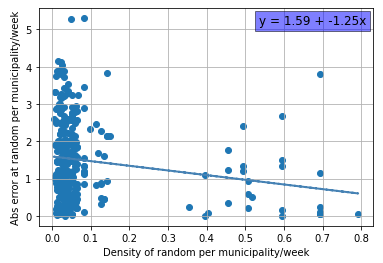 y = 1.59 + -1.25x
Abs error at random per municipality/week
5
4
3
2
1
0
0.0 0.1 0.2 0.3 0.4 0.5 0.6 0.7 0.8
Density of random per municipality/week